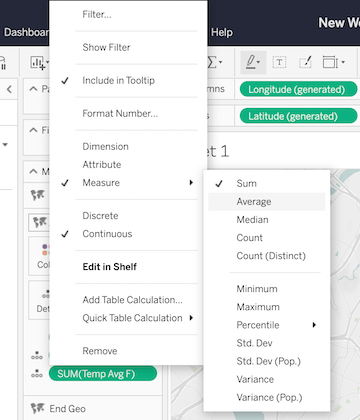 Dashboard
Help
New Wo
Filter...
Show Filter
Include in Tooltip
Format Number...
Dimension
Attribute
Measure
Discrete
Continuous
Edit in Shelf
Add Table Calculation...
Quick Table Calculation
Remove
Longitude (generated)
Latitude (generated)
Pa
Fi
M
Col
Det
SUM(Temp Avg F)
End Geo
et 1
Sum
Average
Median
Count
Count (Distinct)
Minimum
Maximum
Percentile
Std. Dev
Std. Dev (Pop.)
Variance
Variance (Pop.)